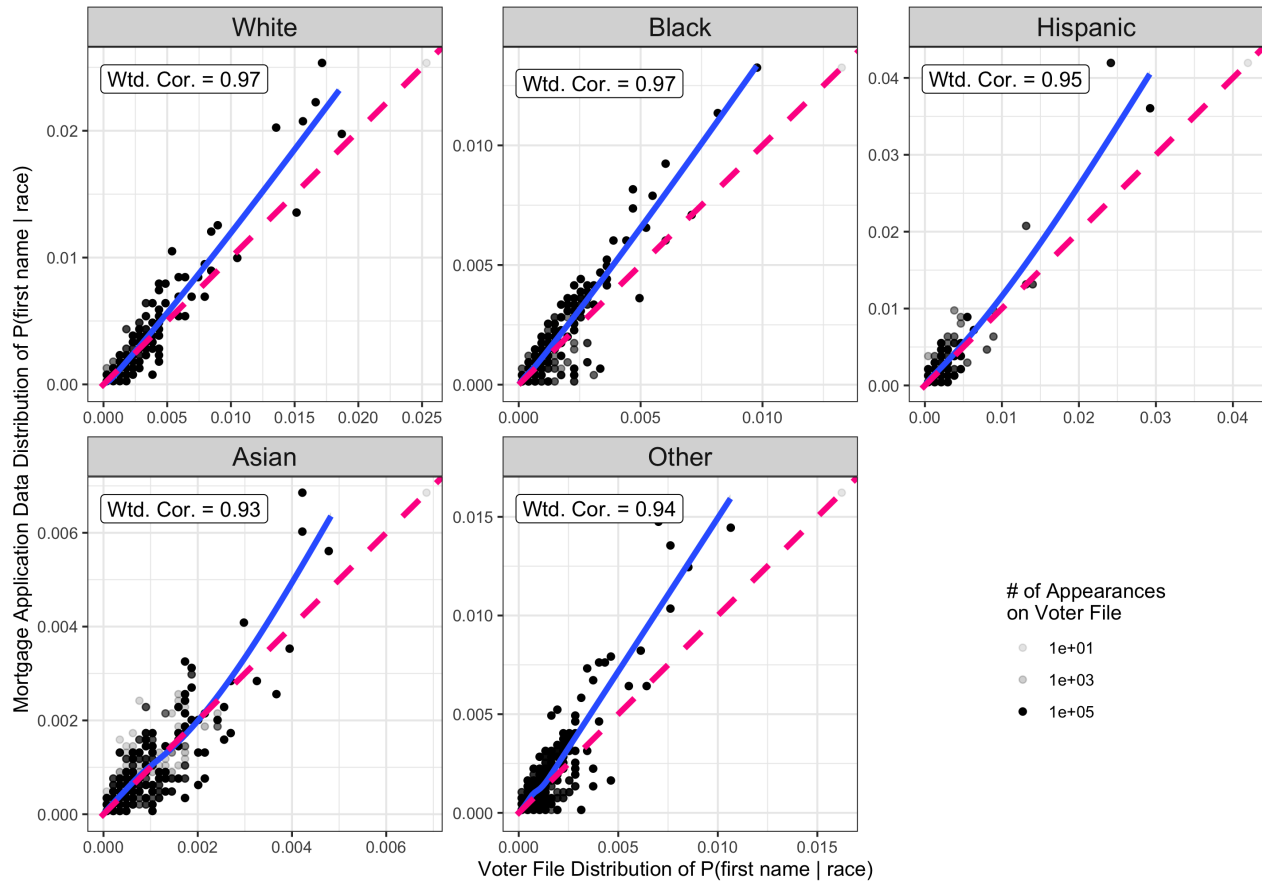 White
Black
Hispanic
Wtd. Cor. = 0.97
Wtd. Cor. = 0.97
Wtd. Cor. = 0.95
0.02
0.01
0.00
0.010
0.005
0.000
0.04
0.03
0.02
0.01
0.00
0.000 0.005 0.010 0.015 0.020 0.025
0.000 0.005 0.010
0.00 0.01 0.02 0.03 0.04
Mortgage Application Data Distribution of P(first name | race)
Asian
Other
Wtd. Cor. = 0.93
Wtd. Cor. = 0.94
0.006
0.004
0.002
0.000
0.015
0.010
0.005
0.000
0.000 0.002 0.004 0.006
0.000 0.005 0.010 0.015
Voter File Distribution of P(first name | race)
# of Appearances
on Voter File
1e+01
1e+03
1e+05